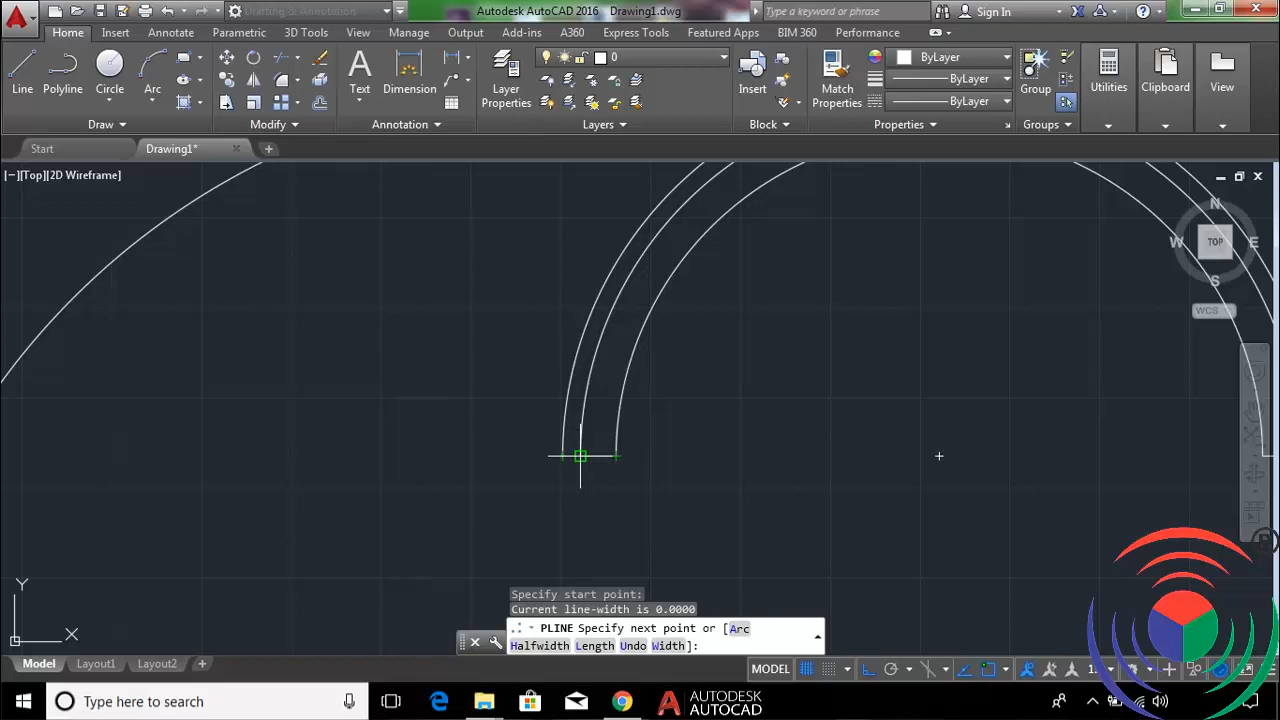 Drafting & Annotation
Autodesk AutoCAD 2016 Drawing1.dwg
Type a keyword or phrase
Sign In
Home Insert Annotate Parametric 3D Tools View Manage Output Add-ins A360 Express Tools Featured Apps BIM 360 Performance
Line Polyline Circle Arc
Text Dimension
Layer Properties
0
Insert
Match Properties
ByLayer
ByLayer
ByLayer
Group
Utilities
Clipboard
View
Draw Modify Annotation Layers Block Properties Groups
Start Drawing1*
[−][Top][2D Wireframe]
N
W TOP E
S
WCS
Y
X
Specify start point:
Current line-width is 0.0000
PLINE Specify next point or [Arc
Halfwidth Length Undo Width]:
Model Layout1 Layout2
MODEL
Type here to search
AUTODESK
AUTOCAD